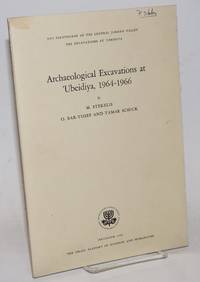 THE PLEISTOCENE OF THE CENTRAL JORDAN VALLEY
THE EXCAVATIONS AT 'UBEIDIYA
Archaeological Excavations at
'Ubeidiya, 1964-1966
by
M. STEKELIS
O. BAR-YOSEF AND TAMAR SCHICK
JERUSALEM
THE ISRAEL ACADEMY OF SCIENCES AND HUMANITIES